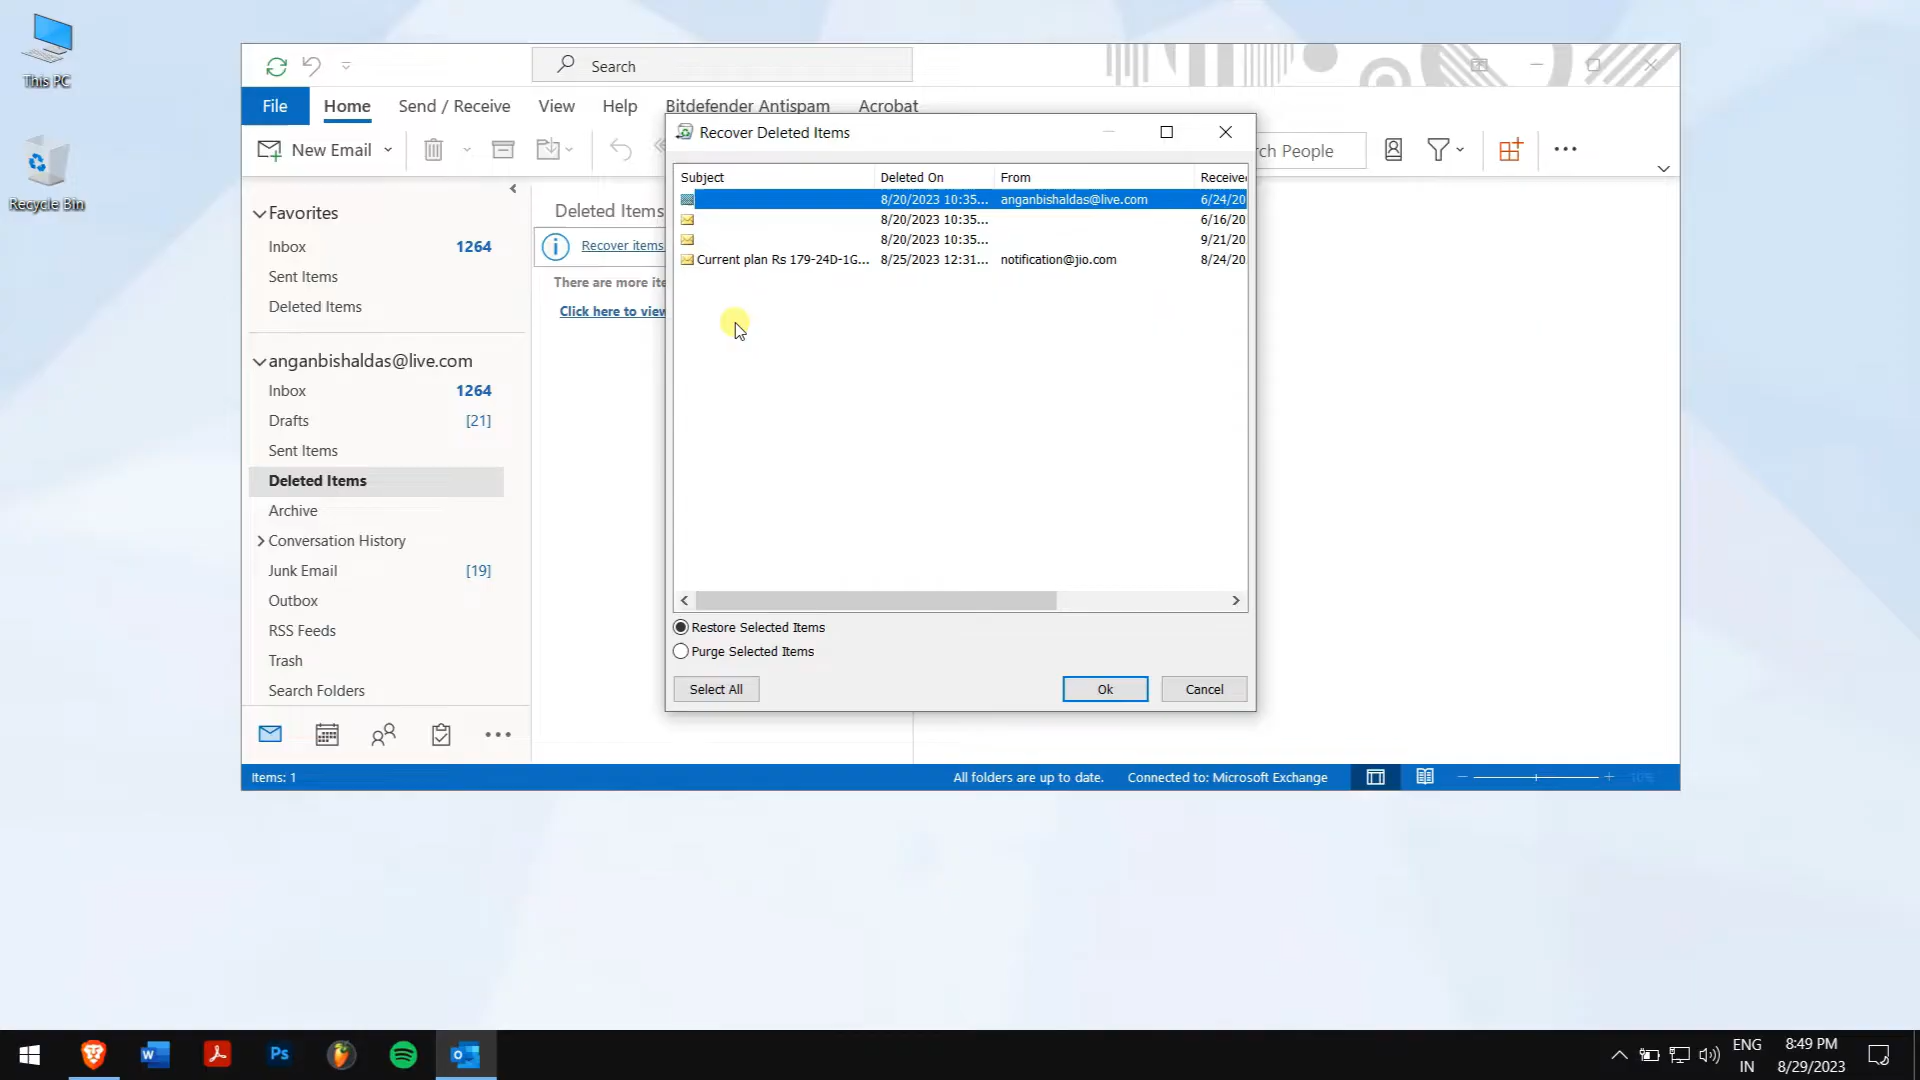 This PC
Recycle Bin
Search
File Home Send / Receive View Help Bitdefender Antispam Acrobat
New Email
ch People
Favorites
Inbox 1264
Sent Items
Deleted Items
anganbishaldas@live.com
Inbox 1264
Drafts [21]
Sent Items
Deleted Items
Archive
Conversation History
Junk Email [19]
Outbox
RSS Feeds
Trash
Search Folders
Deleted Items
Recover items
There are more ite
Click here to view
Recover Deleted Items
Subject Deleted On From Received
8/20/2023 10:35... anganbishaldas@live.com 6/24/20
8/20/2023 10:35... 6/16/20
8/20/2023 10:35... 9/21/20
Current plan Rs 179-24D-1G... 8/25/2023 12:31... notification@jio.com 8/24/20
Restore Selected Items
Purge Selected Items
Select All Ok Cancel
Items: 1 All folders are up to date. Connected to: Microsoft Exchange
Ps
ENG
IN
8:49 PM
8/29/2023